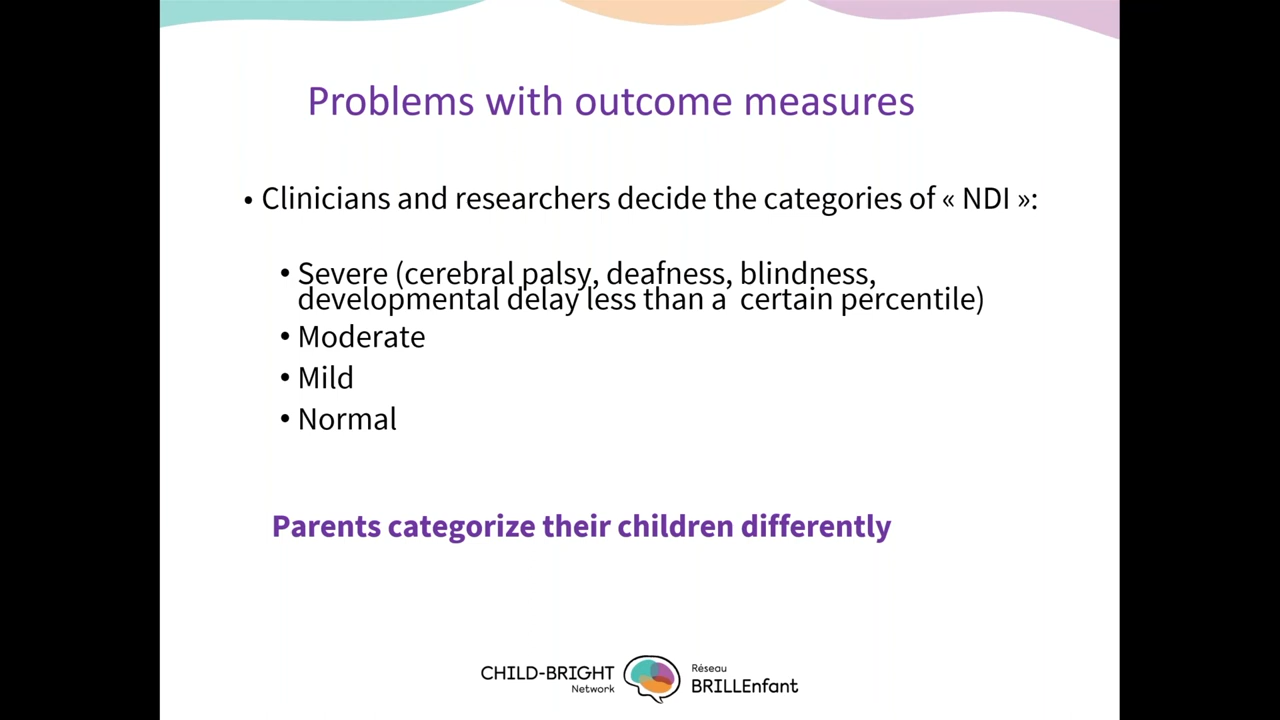 Problems with outcome measures
• Clinicians and researchers decide the categories of « NDI »:
• Severe (cerebral palsy, deafness, blindness,
developmental delay less than a certain percentile)
• Moderate
• Mild
• Normal
Parents categorize their children differently
CHILD-BRIGHT
Network
Réseau
BRILLEnfant